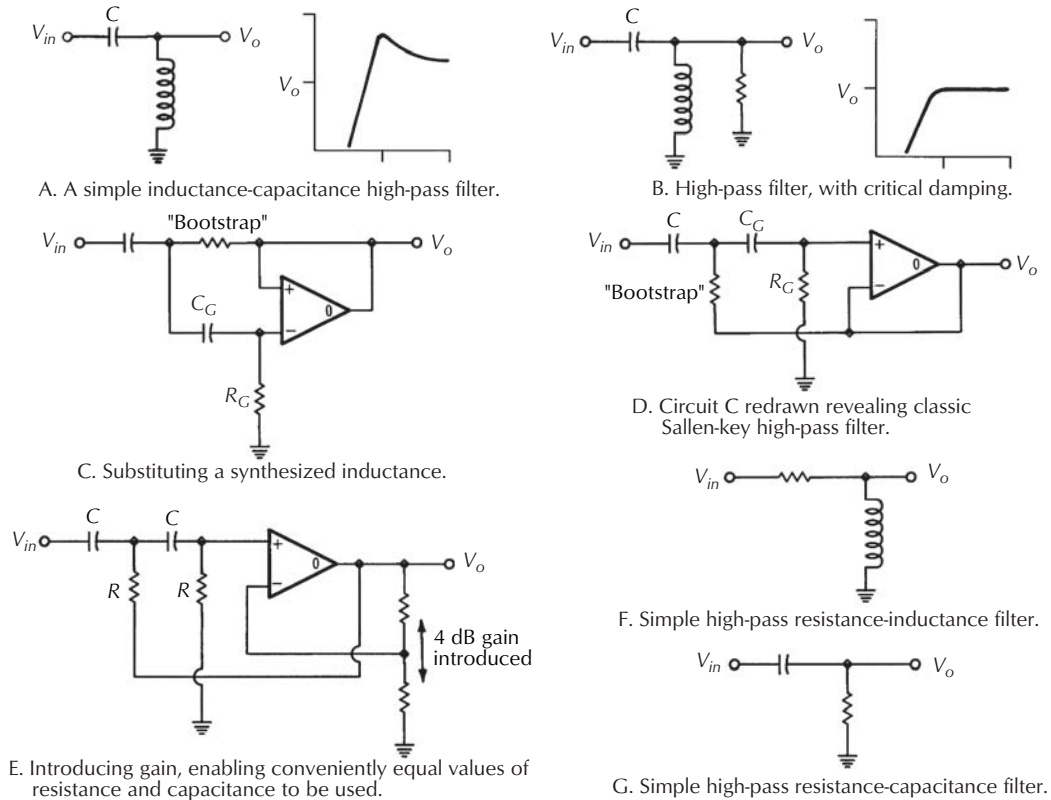 C
V_in
V_o
V_o
A. A simple inductance-capacitance high-pass filter.
C
V_in
V_o
V_o
B. High-pass filter, with critical damping.
"Bootstrap"
V_in
V_o
C_G
+
−
0
R_G
C. Substituting a synthesized inductance.
C
C_G
V_in
"Bootstrap"
R_G
+
−
0
V_o
D. Circuit C redrawn revealing classic
Sallen-key high-pass filter.
C
C
V_in
R
R
+
−
0
V_o
4 dB gain
introduced
E. Introducing gain, enabling conveniently equal values of
resistance and capacitance to be used.
V_in
V_o
F. Simple high-pass resistance-inductance filter.
V_in
V_o
G. Simple high-pass resistance-capacitance filter.